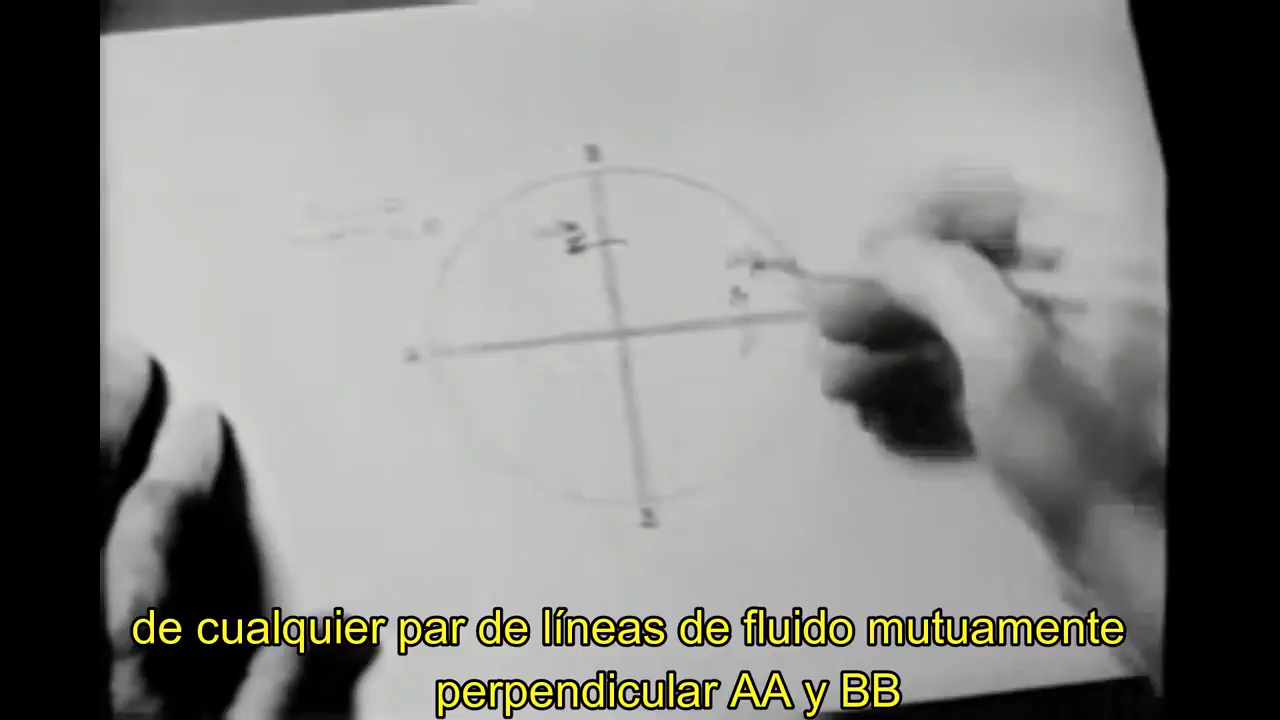 B
A
B
de cualquier par de líneas de fluido mutuamente
perpendicular AA y BB